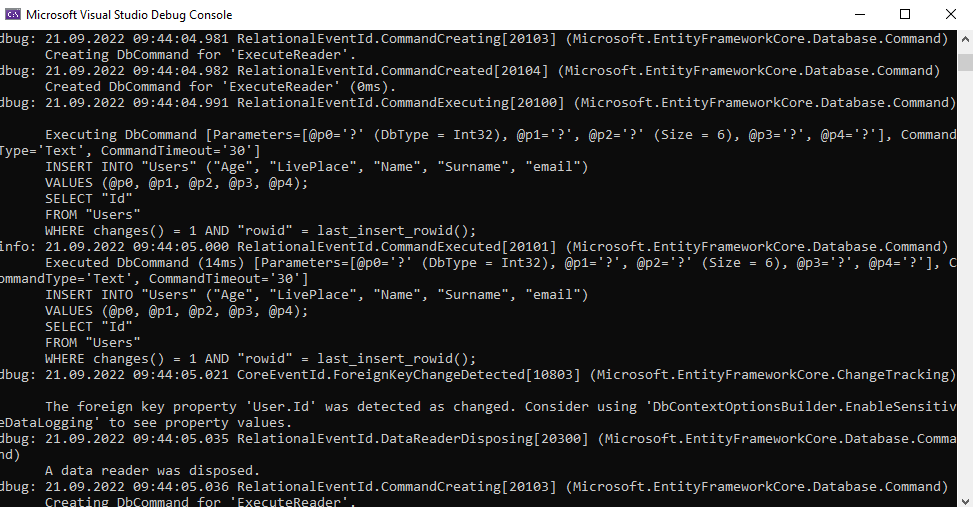 Microsoft Visual Studio Debug Console
dbug: 21.09.2022 09:44:04.981 RelationalEventId.CommandCreating[20103] (Microsoft.EntityFrameworkCore.Database.Command)
Creating DbCommand for 'ExecuteReader'.
dbug: 21.09.2022 09:44:04.982 RelationalEventId.CommandCreated[20104] (Microsoft.EntityFrameworkCore.Database.Command)
Created DbCommand for 'ExecuteReader' (0ms).
dbug: 21.09.2022 09:44:04.991 RelationalEventId.CommandExecuting[20100] (Microsoft.EntityFrameworkCore.Database.Command)
Executing DbCommand [Parameters=[@p0='?' (DbType = Int32), @p1='?', @p2='?' (Size = 6), @p3='?', @p4='?'], Command
Type='Text', CommandTimeout='30']
INSERT INTO "Users" ("Age", "LivePlace", "Name", "Surname", "email")
VALUES (@p0, @p1, @p2, @p3, @p4);
SELECT "Id"
FROM "Users"
WHERE changes() = 1 AND "rowid" = last_insert_rowid();
info: 21.09.2022 09:44:05.000 RelationalEventId.CommandExecuted[20101] (Microsoft.EntityFrameworkCore.Database.Command)
Executed DbCommand (14ms) [Parameters=[@p0='?' (DbType = Int32), @p1='?', @p2='?' (Size = 6), @p3='?', @p4='?'], C
ommandType='Text', CommandTimeout='30']
INSERT INTO "Users" ("Age", "LivePlace", "Name", "Surname", "email")
VALUES (@p0, @p1, @p2, @p3, @p4);
SELECT "Id"
FROM "Users"
WHERE changes() = 1 AND "rowid" = last_insert_rowid();
dbug: 21.09.2022 09:44:05.021 CoreEventId.ForeignKeyChangeDetected[10803] (Microsoft.EntityFrameworkCore.ChangeTracking)
The foreign key property 'User.Id' was detected as changed. Consider using 'DbContextOptionsBuilder.EnableSensitiv
eDataLogging' to see property values.
dbug: 21.09.2022 09:44:05.035 RelationalEventId.DataReaderDisposing[20300] (Microsoft.EntityFrameworkCore.Database.Comma
nd)
A data reader was disposed.
dbug: 21.09.2022 09:44:05.036 RelationalEventId.CommandCreating[20103] (Microsoft.EntityFrameworkCore.Database.Command)
Creating DbCommand for 'ExecuteReader'.